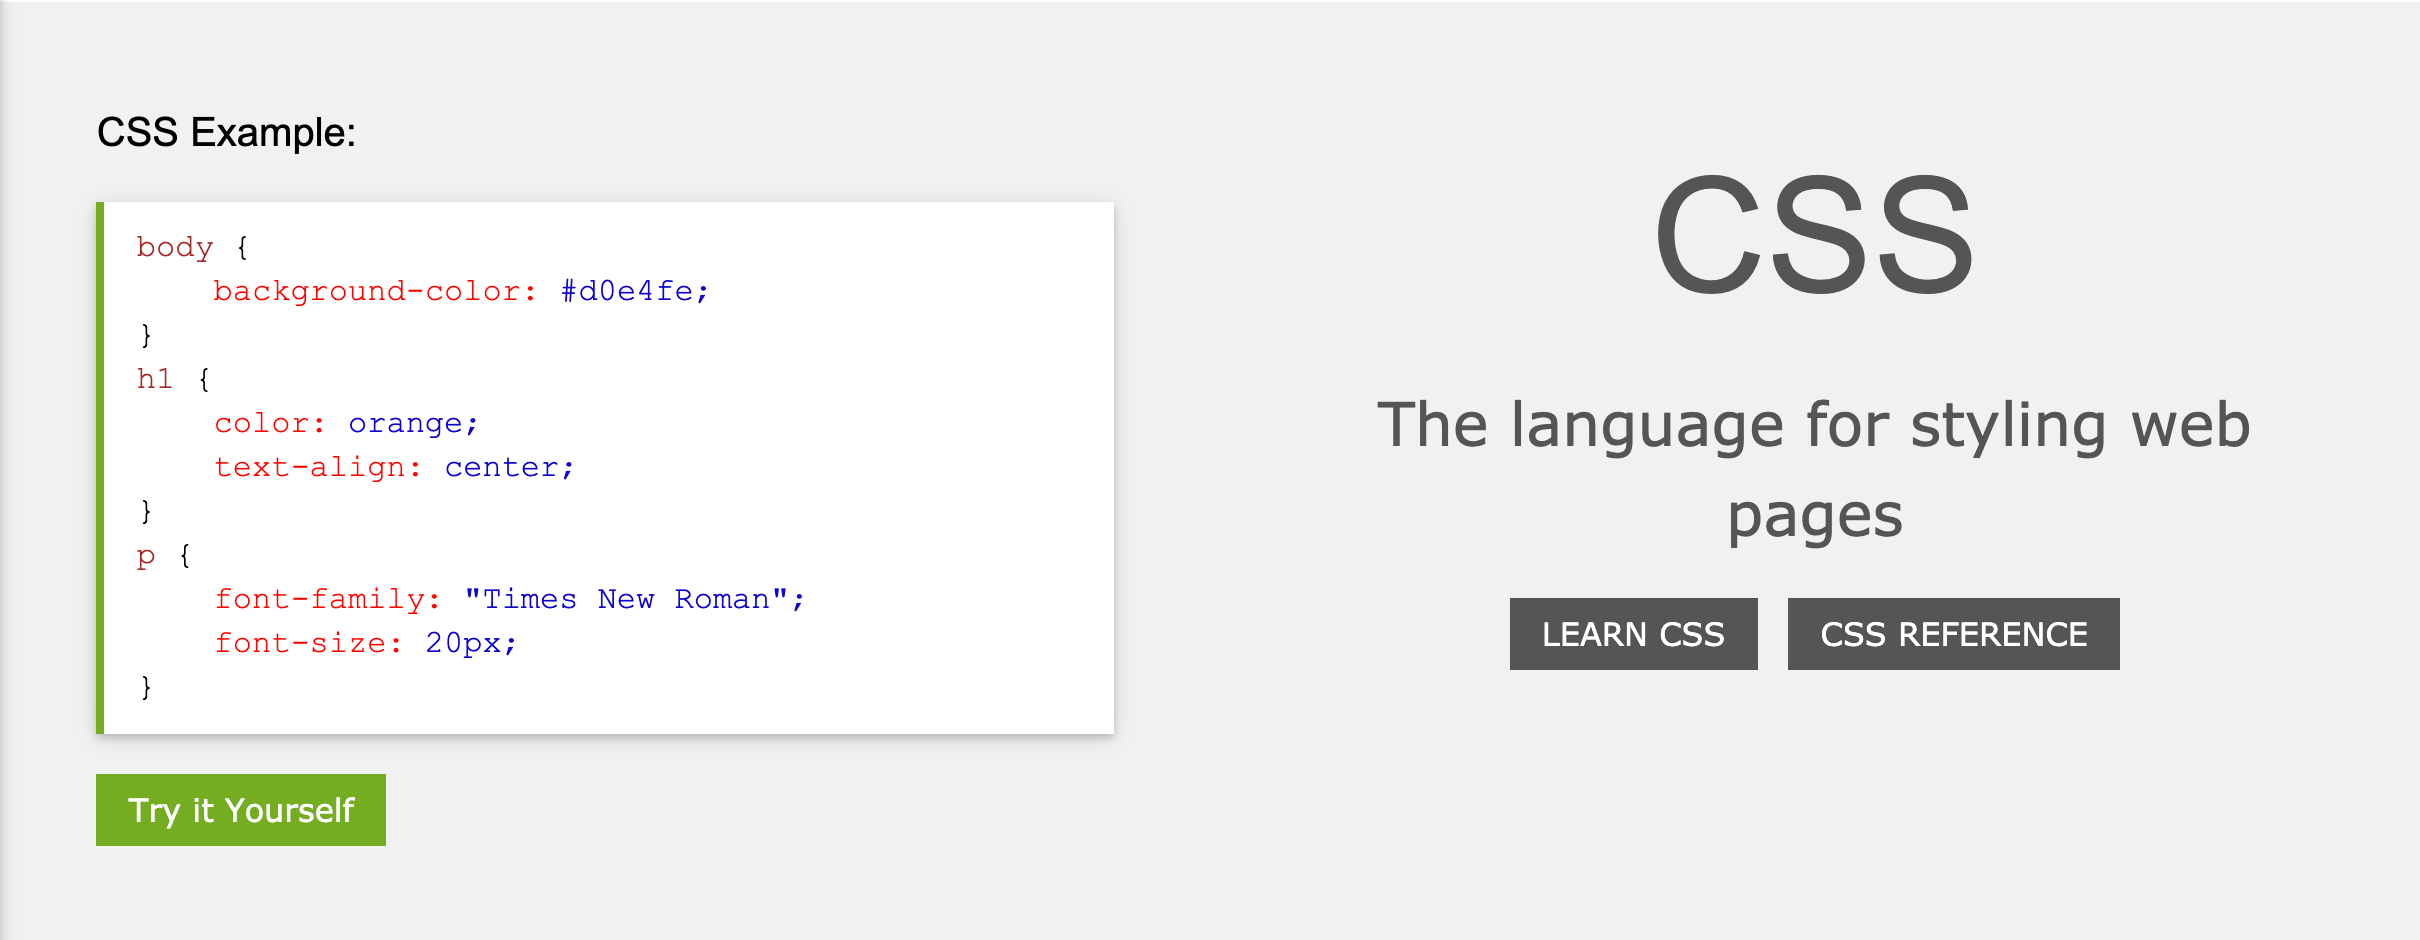 CSS Example:
body {
    background-color: #d0e4fe;
}
h1 {
    color: orange;
    text-align: center;
}
p {
    font-family: "Times New Roman";
    font-size: 20px;
}
Try it Yourself
CSS
The language for styling web
pages
LEARN CSS
CSS REFERENCE